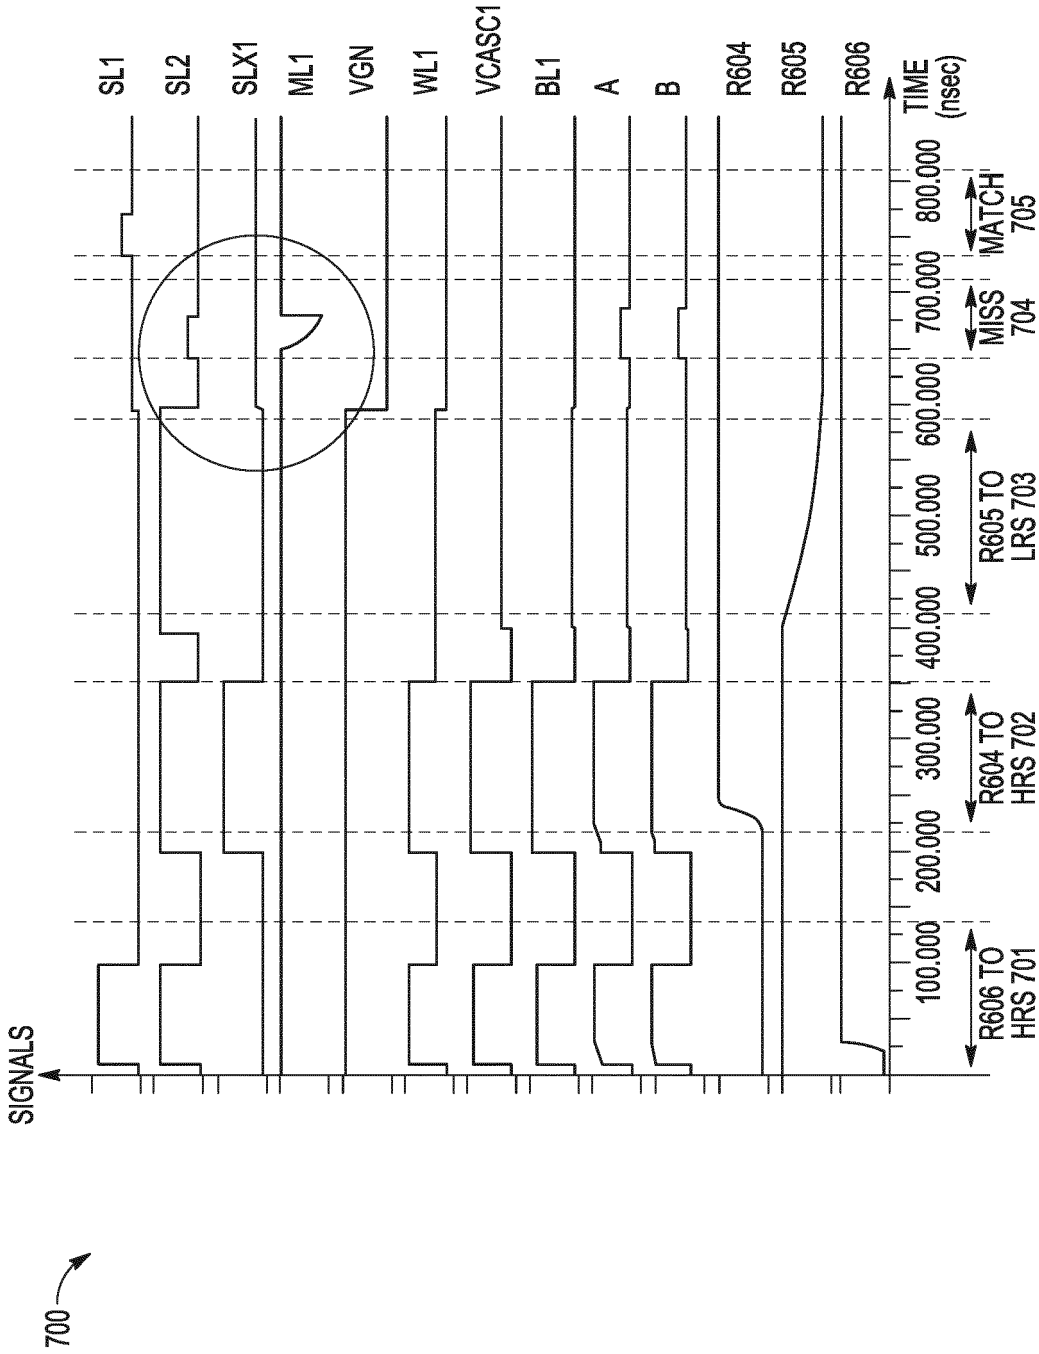 700
SIGNALS
SL1
SL2
SLX1
ML1
VGN
WL1
VCASC1
BL1
A
B
R604
R605
R606
TIME
(nsec)
100.000
200.000
300.000
400.000
500.000
600.000
700.000
800.000
R606 TO
HRS 701
R604 TO
HRS 702
R605 TO
LRS 703
MISS
704
MATCH
705